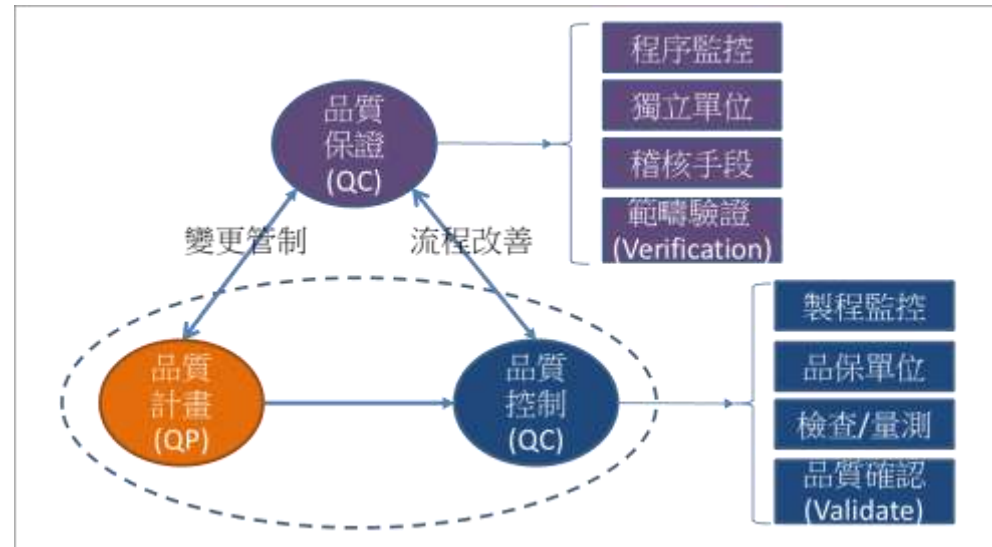 程序監控
獨立單位
稽核手段
範疇驗證
(Verification)
品質
保證
(QC)
變更管制
流程改善
品質
計畫
(QP)
品質
控制
(QC)
製程監控
品保單位
檢查/量測
品質確認
(Validate)